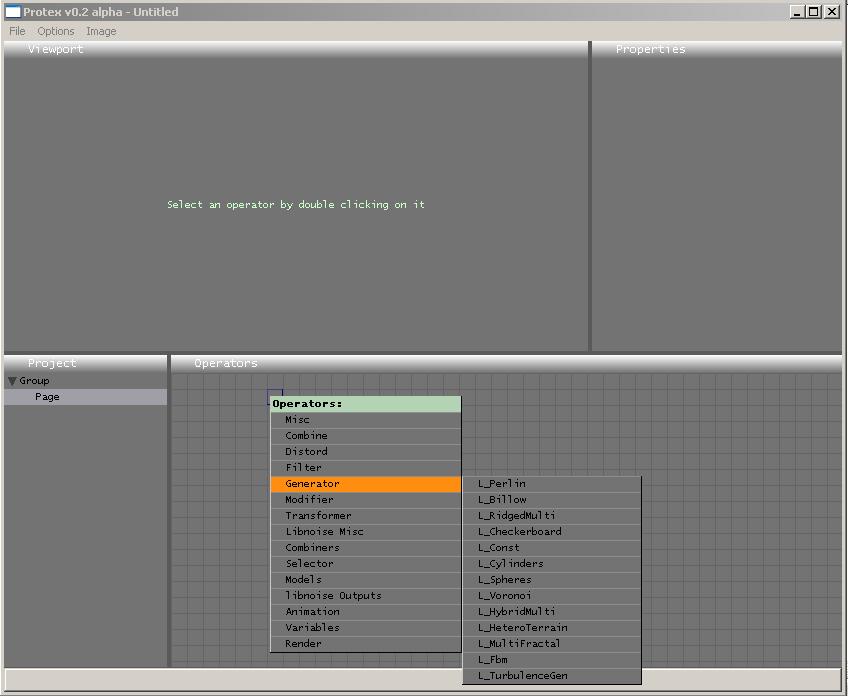 Protex v0.2 alpha - Untitled
File Options Image
Viewport
Properties
Select an operator by double clicking on it
Project
Group
Page
Operators
Operators:
Misc
Combine
Distord
Filter
Generator
Modifier
Transformer
Libnoise Misc
Combiners
Selector
Models
libnoise Outputs
Animation
Variables
Render
L_Perlin
L_Billow
L_RidgedMulti
L_Checkerboard
L_Const
L_Cylinders
L_Spheres
L_Voronoi
L_HybridMulti
L_HeteroTerrain
L_MultiFractal
L_Fbm
L_TurbulenceGen